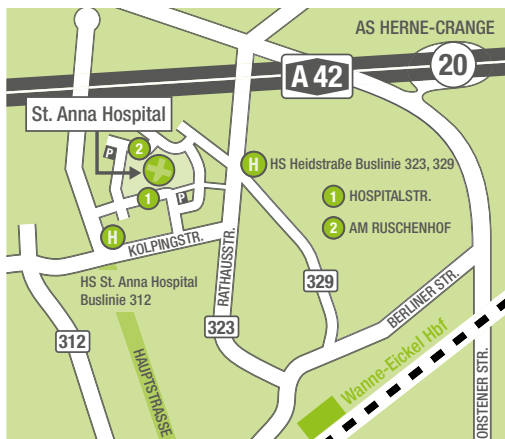 AS HERNE-CRANGE
20
A 42
St. Anna Hospital
2
P
H HS Heidstraße Buslinie 323, 329
1
P
1 HOSPITALSTR.
2 AM RUSCHENHOF
H
KOLPINGSTR.
RATHAUSSTR.
HS St. Anna Hospital
Buslinie 312
329
BERLINER STR.
323
312
HAUPTSTRASSE
Wanne-Eickel Hbf
ORSTENER STR.